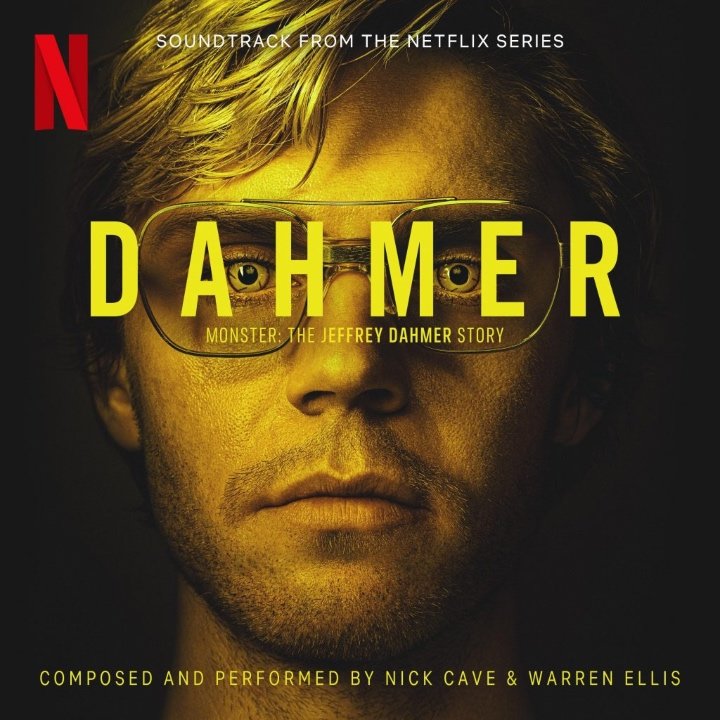 SOUNDTRACK FROM THE NETFLIX SERIES
N
DAHMER
MONSTER: THE JEFFREY DAHMER STORY
COMPOSED AND PERFORMED BY NICK CAVE & WARREN ELLIS